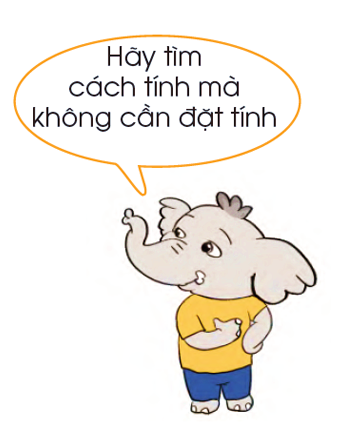 Hãy tìm
cách tính mà
không cần đặt tính